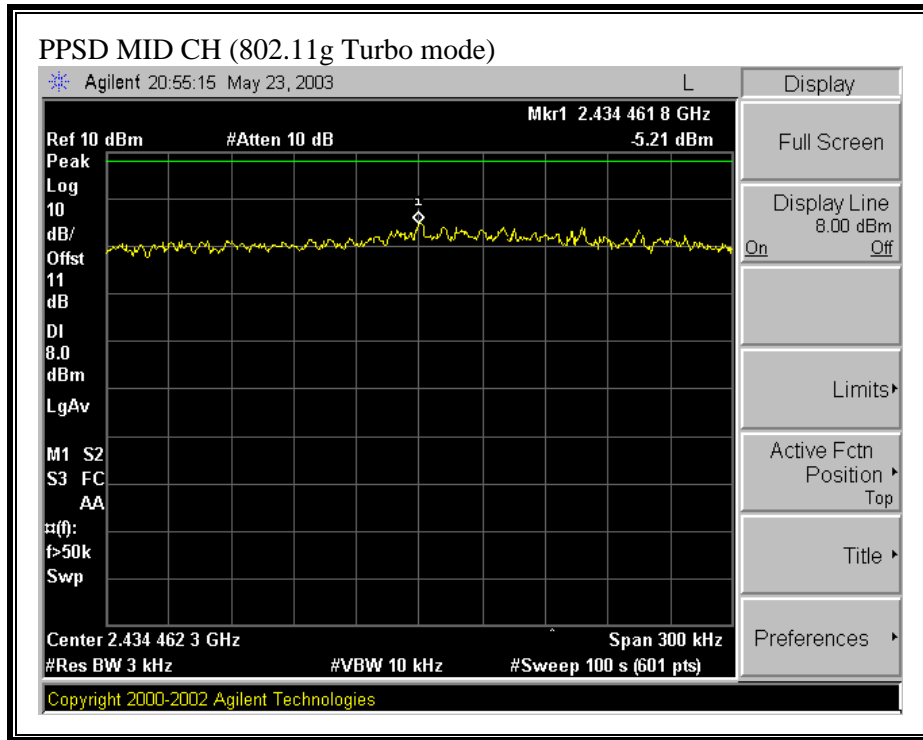 PPSD MID CH (802.11g Turbo mode)
Agilent 20:55:15 May 23, 2003 L
Display
Mkr1 2.434 461 8 GHz
Ref 10 dBm #Atten 10 dB -5.21 dBm
Peak
Log
10
dB/
Offst
11
dB
DI
8.0
dBm
LgAv
M1 S2
S3 FC
AA
¤(f):
f>50k
Swp
1
Center 2.434 462 3 GHz Span 300 kHz
#Res BW 3 kHz #VBW 10 kHz #Sweep 100 s (601 pts)
Copyright 2000-2002 Agilent Technologies
Full Screen
Display Line
8.00 dBm
On Off
Limits
Active Fctn
Position
Top
Title
Preferences